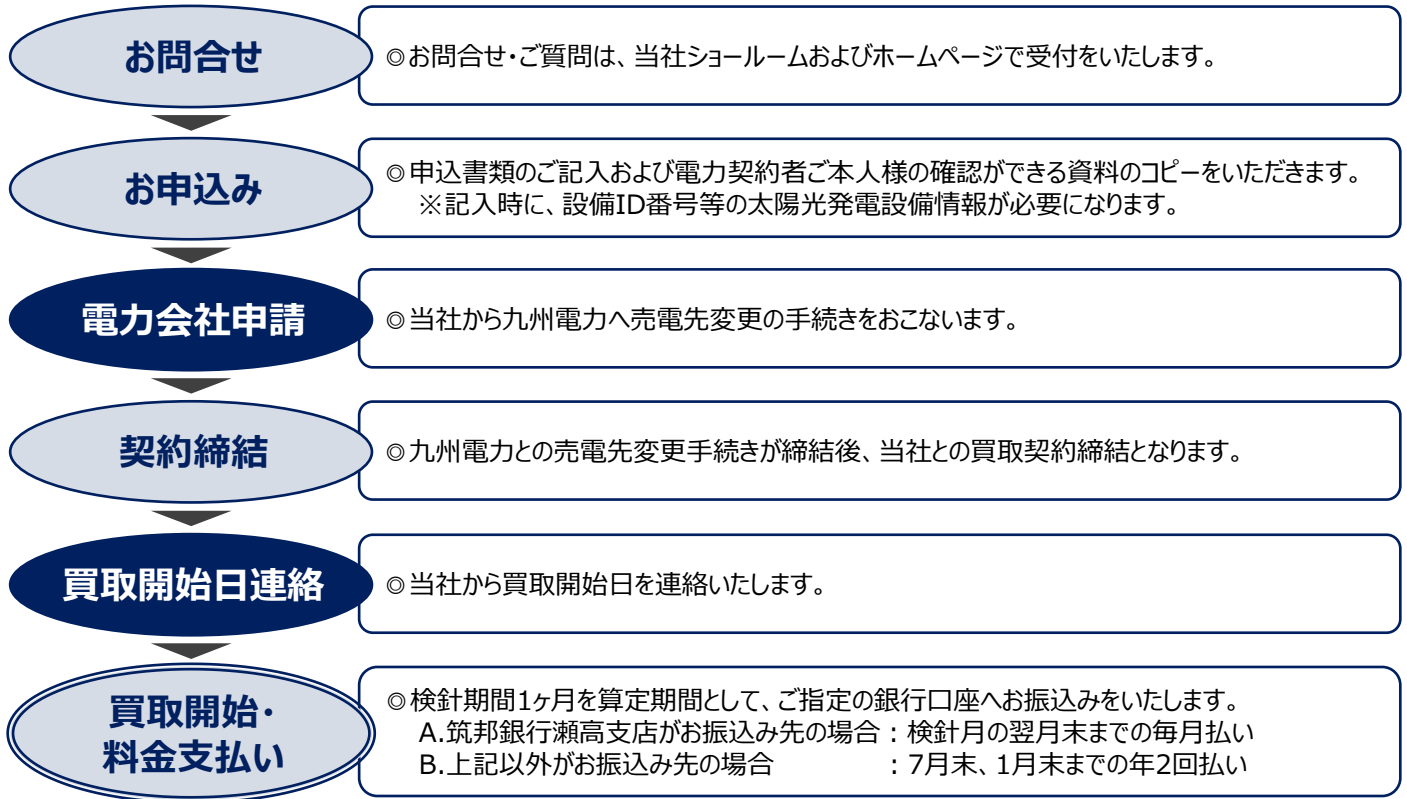 お問合せ
◎お問合せ・ご質問は、当社ショールームおよびホームページで受付をいたします。
お申込み
◎申込書類のご記入および電力契約者ご本人様の確認ができる資料のコピーをいただきます。
※記入時に、設備ID番号等の太陽光発電設備情報が必要になります。
電力会社申請
◎当社から九州電力へ売電先変更の手続きをおこないます。
契約締結
◎九州電力との売電先変更手続きが締結後、当社との買取契約締結となります。
買取開始日連絡
◎当社から買取開始日を連絡いたします。
買取開始・
料金支払い
◎検針期間1ヶ月を算定期間として、ご指定の銀行口座へお振込みをいたします。
A.筑邦銀行瀬高支店がお振込み先の場合：検針月の翌月末までの毎月払い
B.上記以外がお振込み先の場合　　　　　：7月末、1月末までの年2回払い